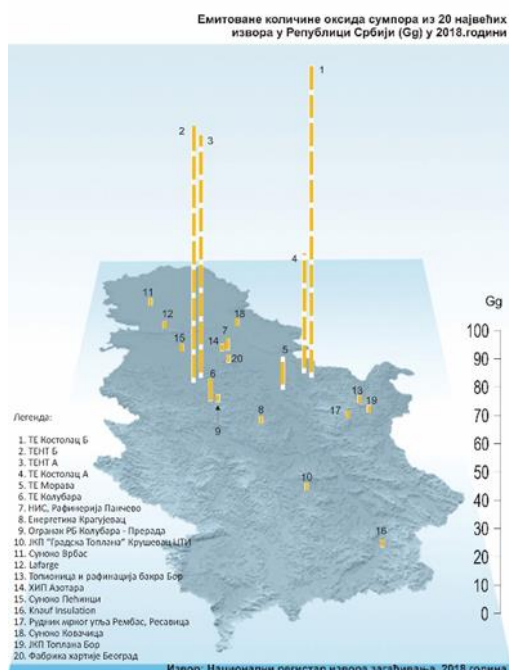 Емитоване количине оксида сумпора из 20 највећих
извора у Републици Србији (Gg) у 2018.години
1
2
3
4
11
12
18
Gg
7
14
15
20
5
100
90
80
6
13
19
17
70
8
9
60
Легенда:
1. ТЕ Костолац Б
2. ТЕНТ Б
3. ТЕНТ А
4. ТЕ Костолац А
5. ТЕ Морава
6. ТЕ Колубара
7. НИС, Рафинерија Панчево
8. Енергетика Крагујевац
9. Огранак РБ Колубара - Прерада
10. ЈКП "Градска Топлана" Крушевац ЦТИ
11. Суноко Врбас
12. Lafarge
13. Топионица и рафинација бакра Бор
14. ХИП Азотара
15. Суноко Пећинци
16. Knauf Insulation
17. Рудник мрког угља Рембас, Ресавица
18. Суноко Ковачица
19. ЈКП Топлана Бор
20. Фабрика хартије Београд
50
10
40
30
16
20
10
0
Извор: Национални регистар извора загађивања, 2018.година